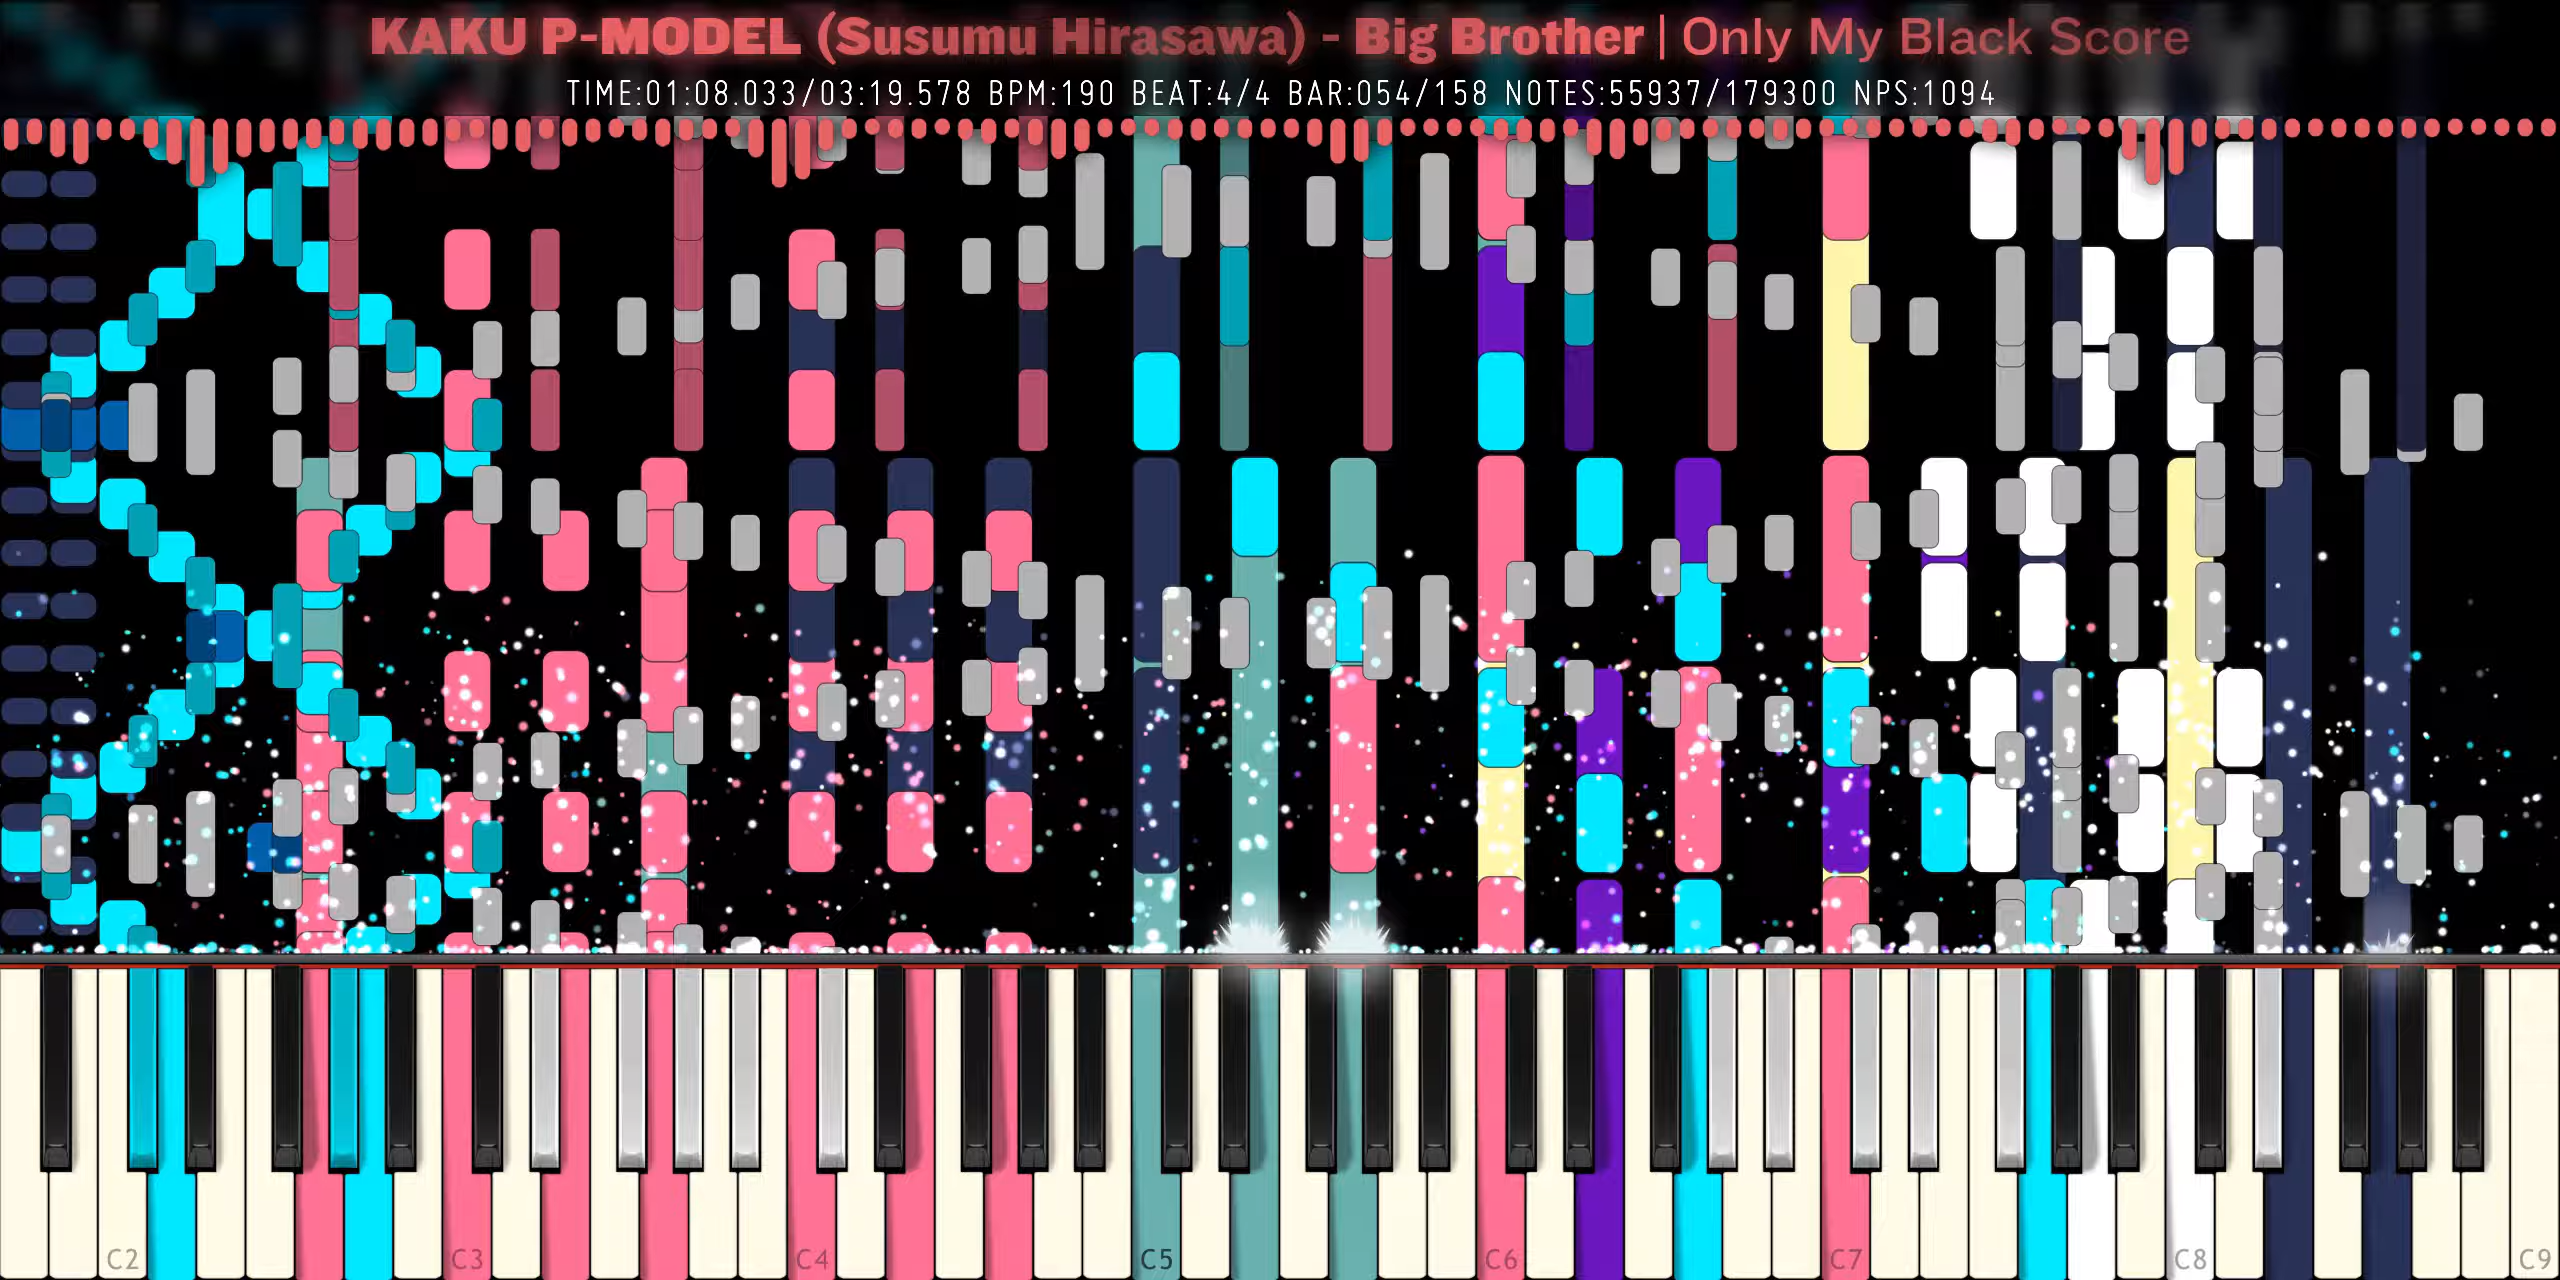 KAKU P-MODEL (Susumu Hirasawa) - Big Brother | Only My Black Score
TIME:01:08.033/03:19.578 BPM:190 BEAT:4/4 BAR:054/158 NOTES:55937/179300 NPS:1094
C2 C3 C4 C5 C6 C7 C8 C9